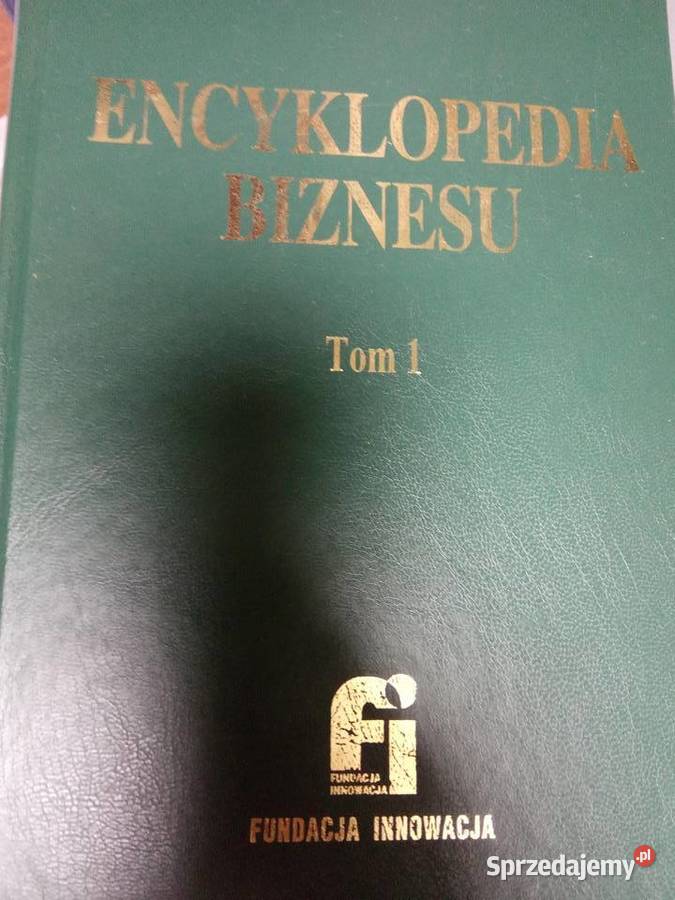 ENCYKLOPEDIA
BIZNESU
Tom 1
fi
FUNDACJA
INNOWACJA
FUNDACJA INNOWACJA
Sprzedajemy.pl